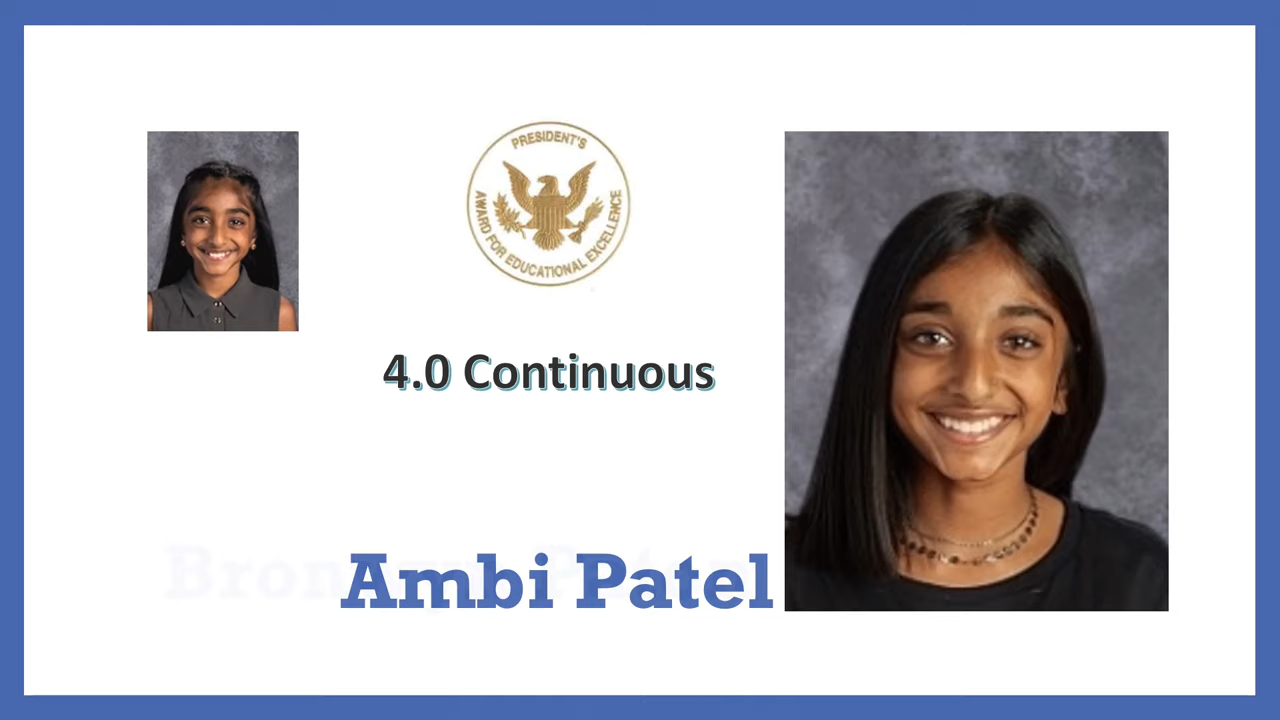 PRESIDENT'S
AWARD FOR EDUCATIONAL EXCELLENCE
4.0 Continuous
Ambi Patel